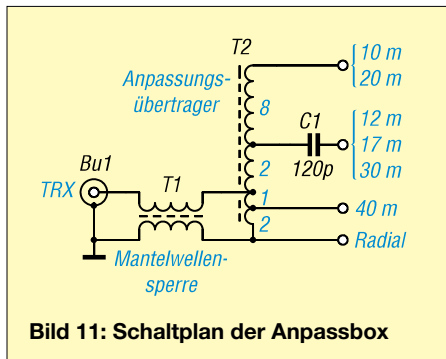 T2
10 m
20 m
Anpassungs-
übertrager
8
C1
12 m
17 m
30 m
120p
Bu1
TRX
T1
2
1
40 m
2
Radial
Mantelwellen-
sperre
Bild 11: Schaltplan der Anpassbox